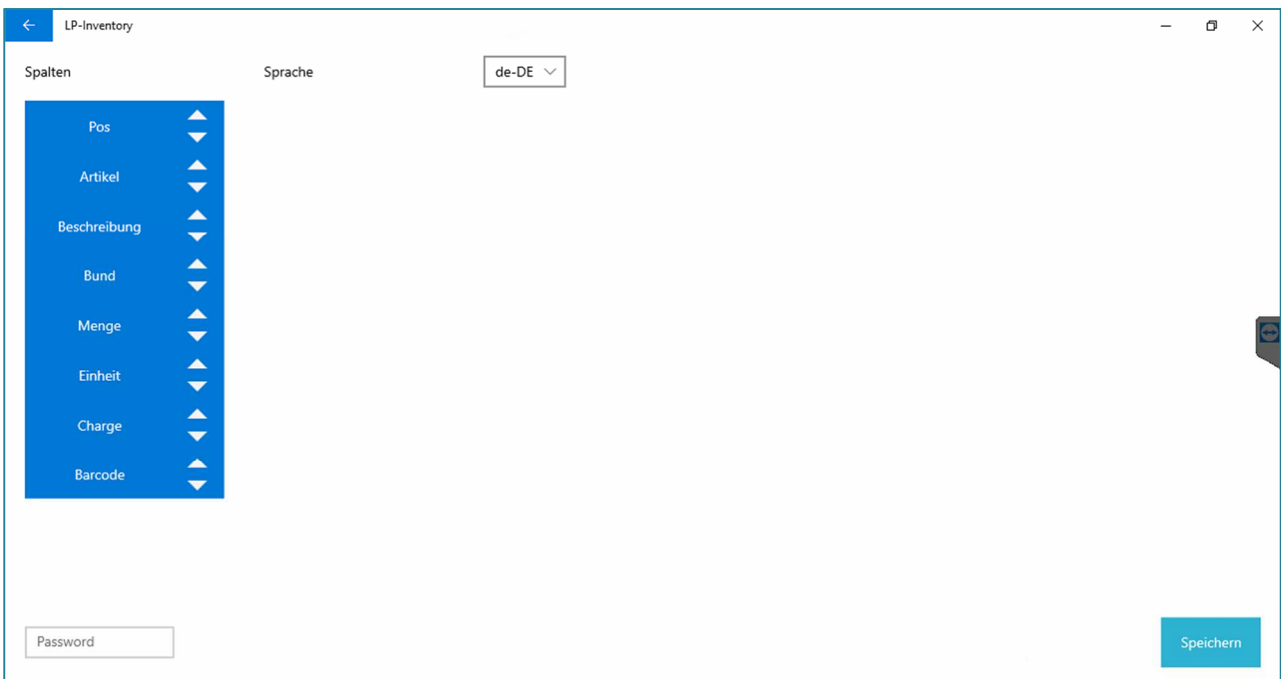 LP-Inventory
Spalten
Sprache
de-DE
Pos
Artikel
Beschreibung
Bund
Menge
Einheit
Charge
Barcode
Password
Speichern